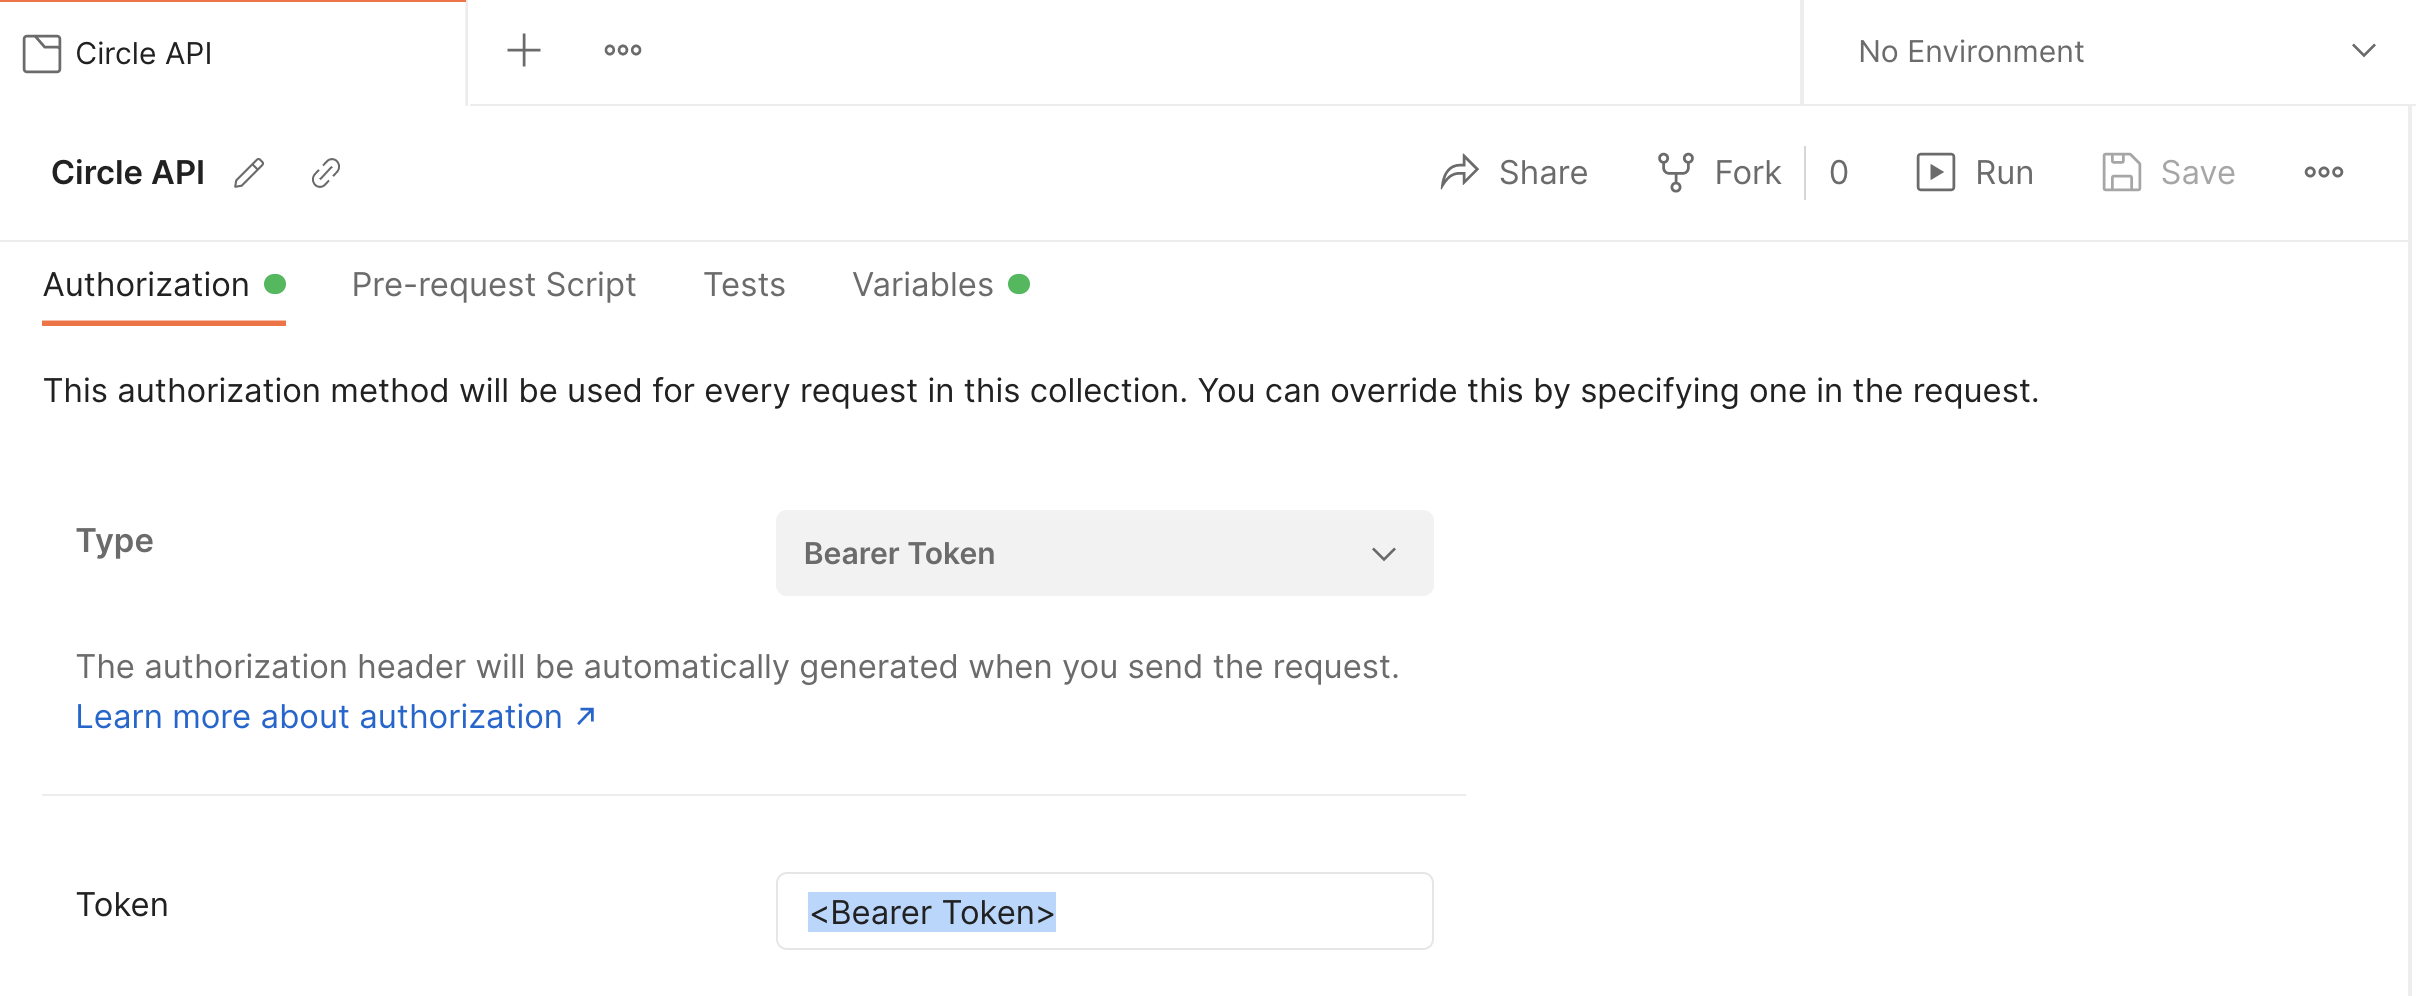 Circle API
No Environment
Circle API
Share
Fork
0
Run
Save
Authorization
Pre-request Script
Tests
Variables
This authorization method will be used for every request in this collection. You can override this by specifying one in the request.
Type
Bearer Token
The authorization header will be automatically generated when you send the request.
Learn more about authorization ↗
Token
<Bearer Token>